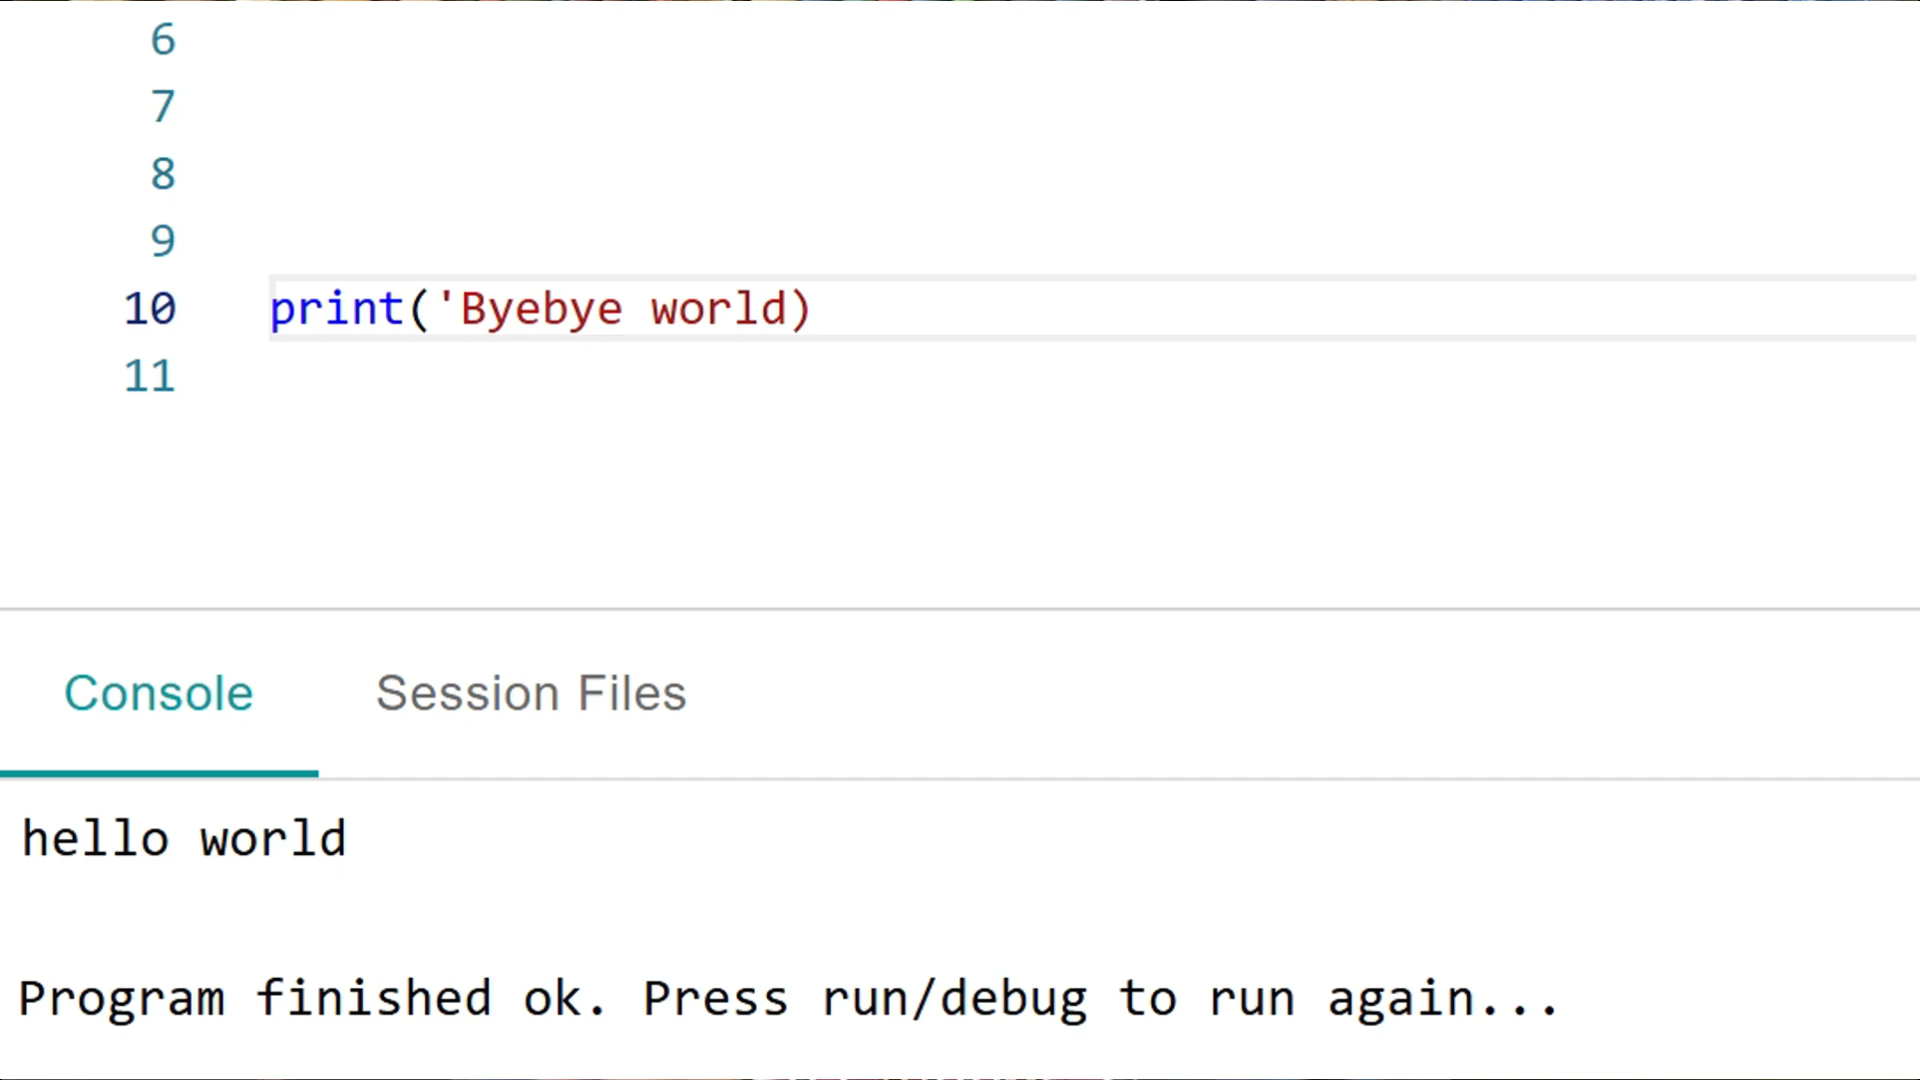 6
7
8
9
10 print('Byebye world)
11
Console Session Files
hello world
Program finished ok. Press run/debug to run again...